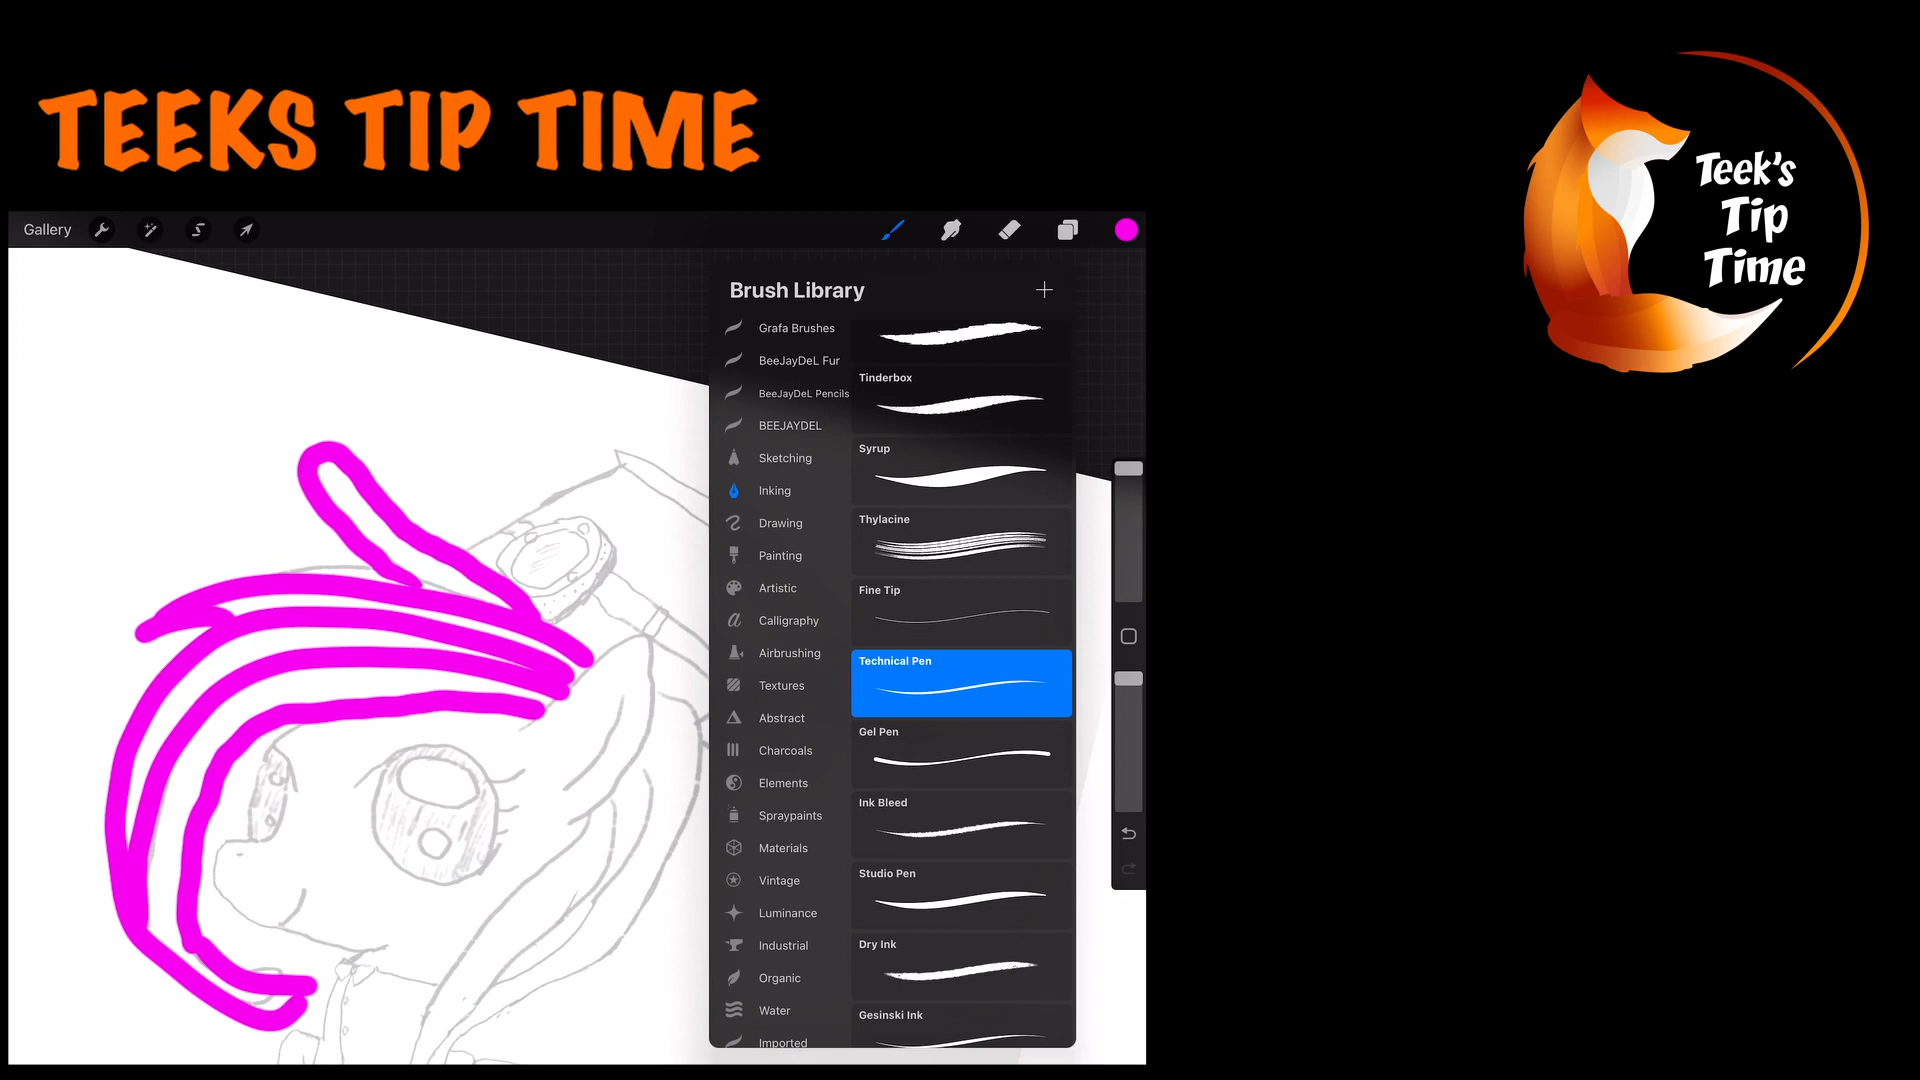 TEEKS TIP TIME
Teek's
Tip
Time
Gallery
Brush Library
Grafa Brushes
BeeJayDeL Fur
BeeJayDeL Pencils
BEEJAYDEL
Sketching
Inking
Drawing
Painting
Artistic
Calligraphy
Airbrushing
Textures
Abstract
Charcoals
Elements
Spraypaints
Materials
Vintage
Luminance
Industrial
Organic
Water
Imported
Tinderbox
Syrup
Thylacine
Fine Tip
Technical Pen
Gel Pen
Ink Bleed
Studio Pen
Dry Ink
Gesinski Ink